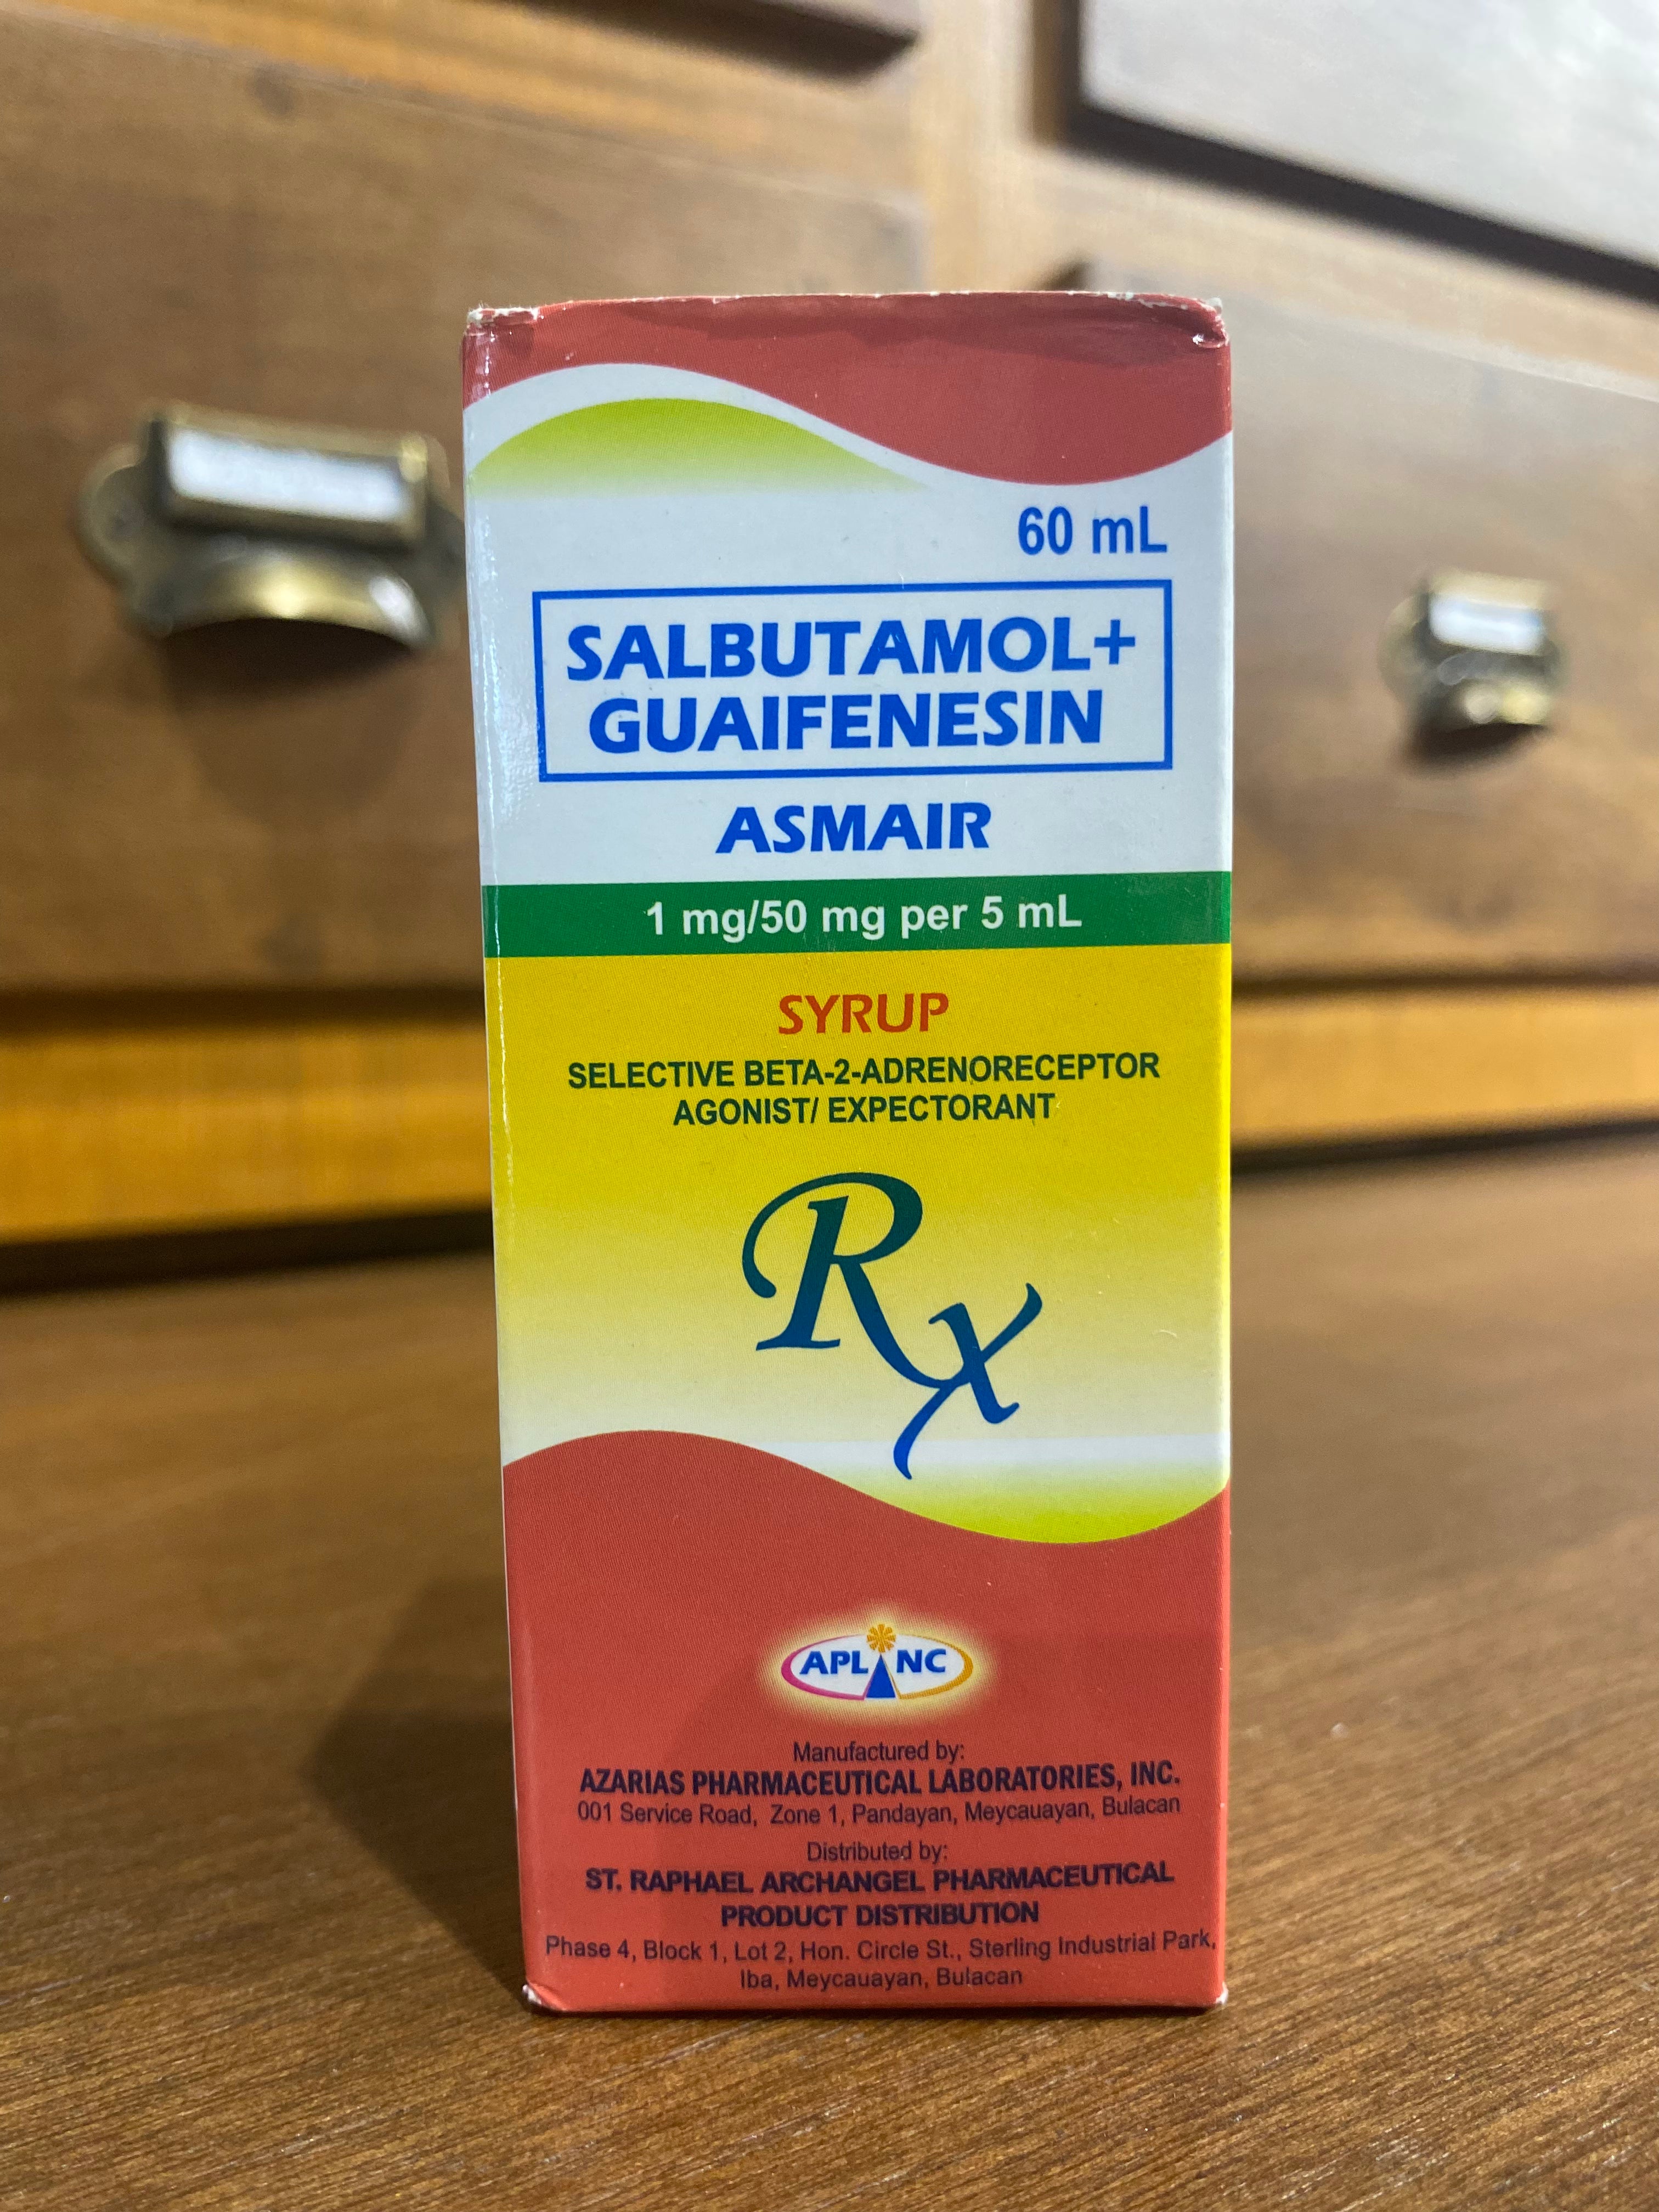 60 mL
SALBUTAMOL+
GUAIFENESIN
ASMAIR
1 mg/50 mg per 5 mL
SYRUP
SELECTIVE BETA-2-ADRENORECEPTOR
AGONIST/ EXPECTORANT
Rx
APLINC
Manufactured by:
AZARIAS PHARMACEUTICAL LABORATORIES, INC.
001 Service Road, Zone 1, Pandayan, Meycauayan, Bulacan
Distributed by:
ST. RAPHAEL ARCHANGEL PHARMACEUTICAL
PRODUCT DISTRIBUTION
Phase 4, Block 1, Lot 2, Hon. Circle St., Sterling Industrial Park,
Iba, Meycauayan, Bulacan